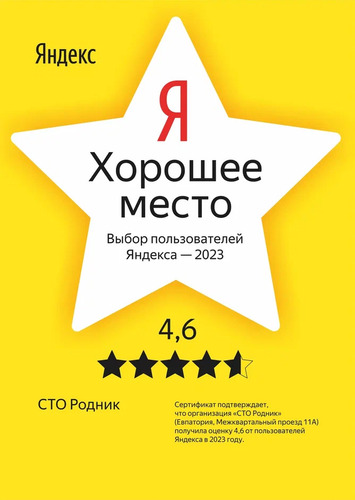 Яндекс
Я
Хорошее
место
Выбор пользователей
Яндекса — 2023
4,6
СТО Родник
Сертификат подтверждает,
что организация «СТО Родник»
(Евпатория, Межквартальный проезд 11А)
получила оценку 4,6 от пользователей
Яндекса в 2023 году.